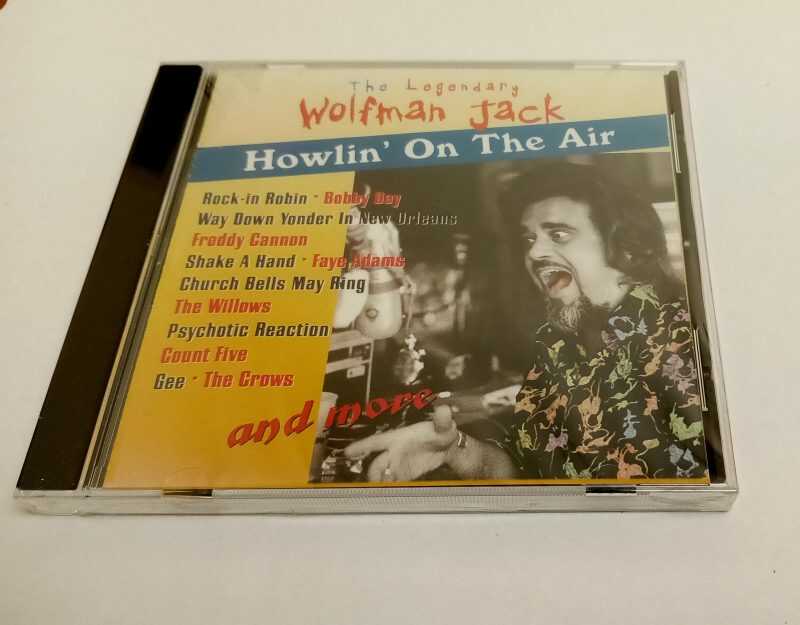 The Legendary
Wolfman Jack
Howlin' On The Air
Rock-in Robin - Bobby Day
Way Down Yonder In New Orleans
Freddy Cannon
Shake A Hand - Faye Adams
Church Bells May Ring
The Willows
Psychotic Reaction
Count Five
Gee - The Crows
and more